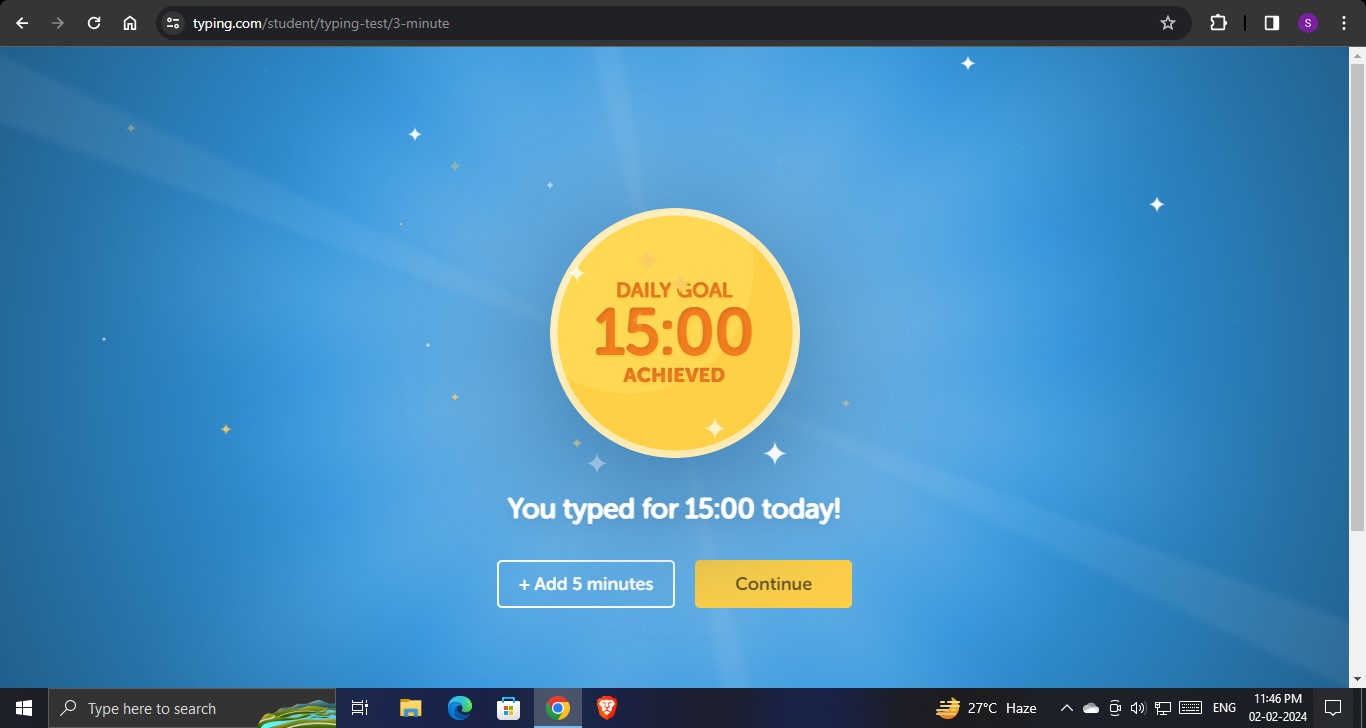 typing.com/student/typing-test/3-minute
S
DAILY GOAL
15:00
ACHIEVED
You typed for 15:00 today!
+ Add 5 minutes
Continue
Type here to search
27°C Haze
ENG
11:46 PM
02-02-2024